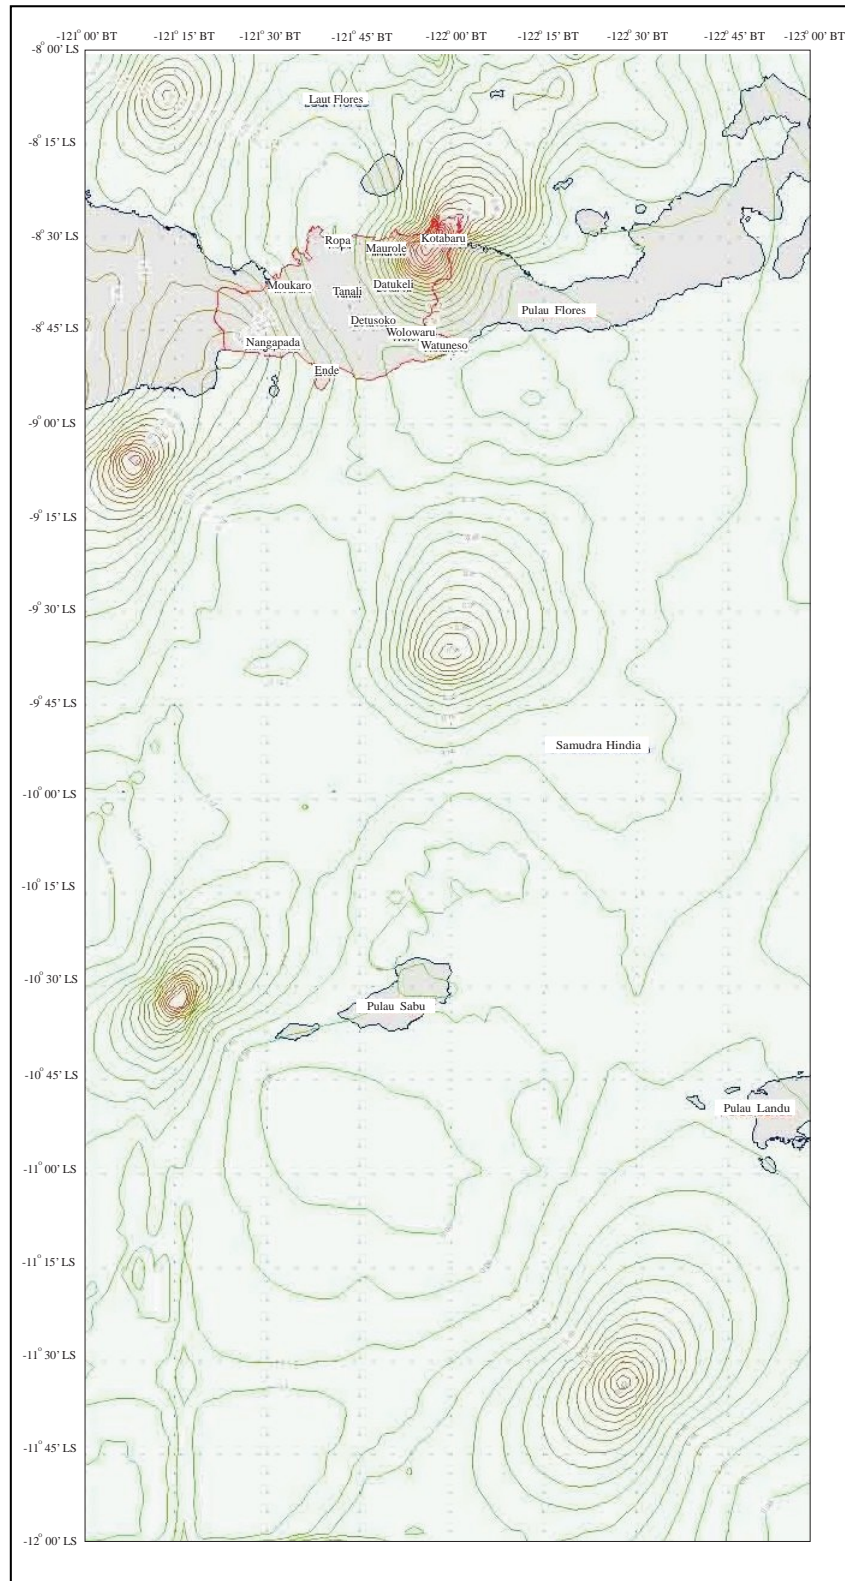 -121° 00' BT -121° 15' BT -121° 30' BT -121° 45' BT -122° 00' BT -122° 15' BT -122° 30' BT -122° 45' BT -123° 00' BT
-8° 00' LS
Laut Flores
-8° 15' LS
-8° 30' LS
Ropa
Kotabaru
Maurole
Moukaro
Tanali
Datukeli
Pulau Flores
Detusoko
-8° 45' LS
Wolowaru
Nangapada
Watuneso
Ende
-9° 00' LS
-9° 15' LS
-9° 30' LS
-9° 45' LS
Samudra Hindia
-10° 00' LS
-10° 15' LS
-10° 30' LS
Pulau Sabu
-10° 45' LS
Pulau Landu
-11° 00' LS
-11° 15' LS
-11° 30' LS
-11° 45' LS
-12° 00' LS